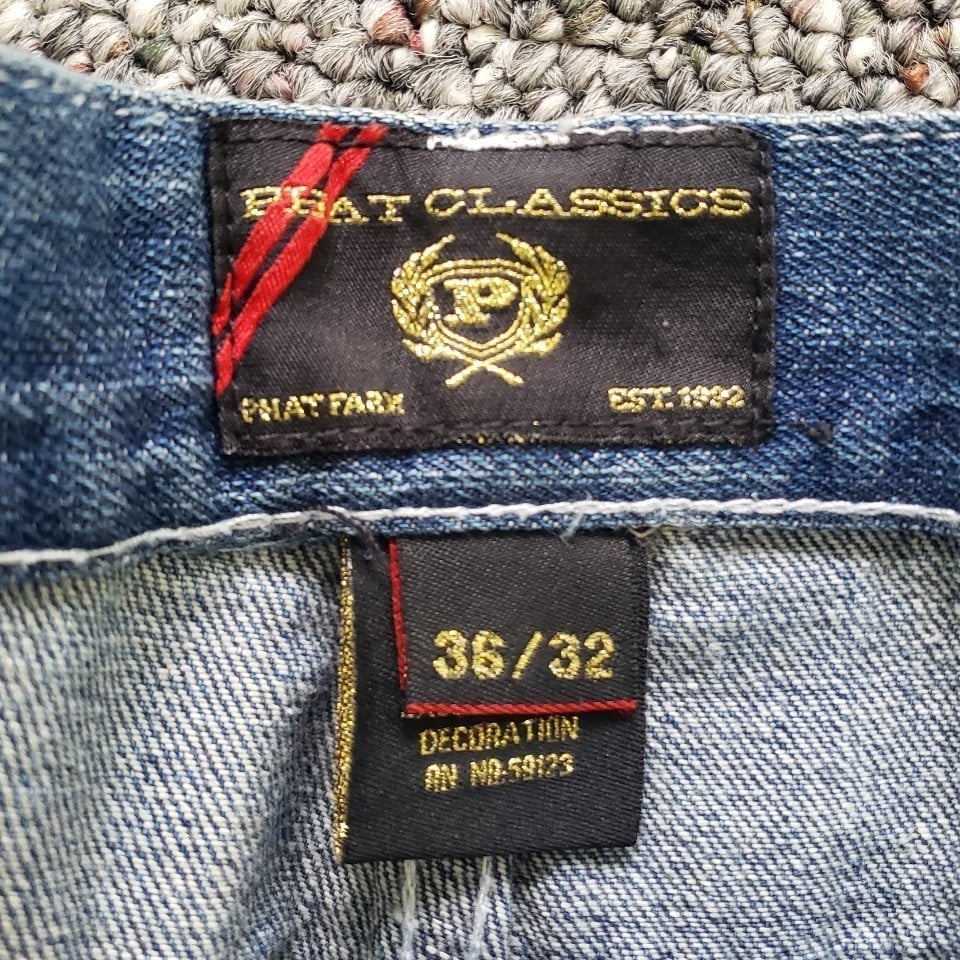 PHAT CLASSICS
P
PHAT FARM EST. 1992
36/32
DECORATION
RN NO:59123